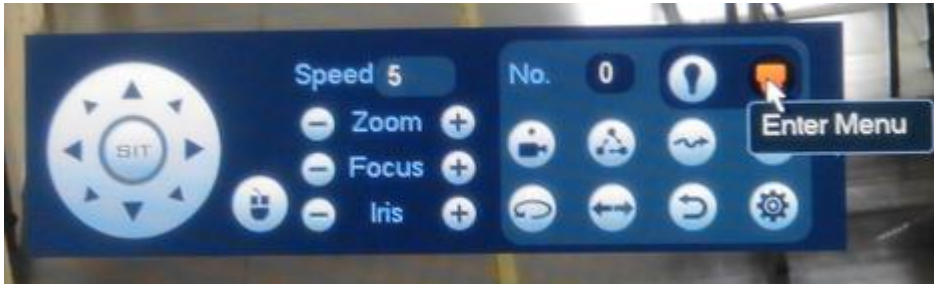 Speed 5
No. 0
Zoom
Enter Menu
SIT
Focus
Iris